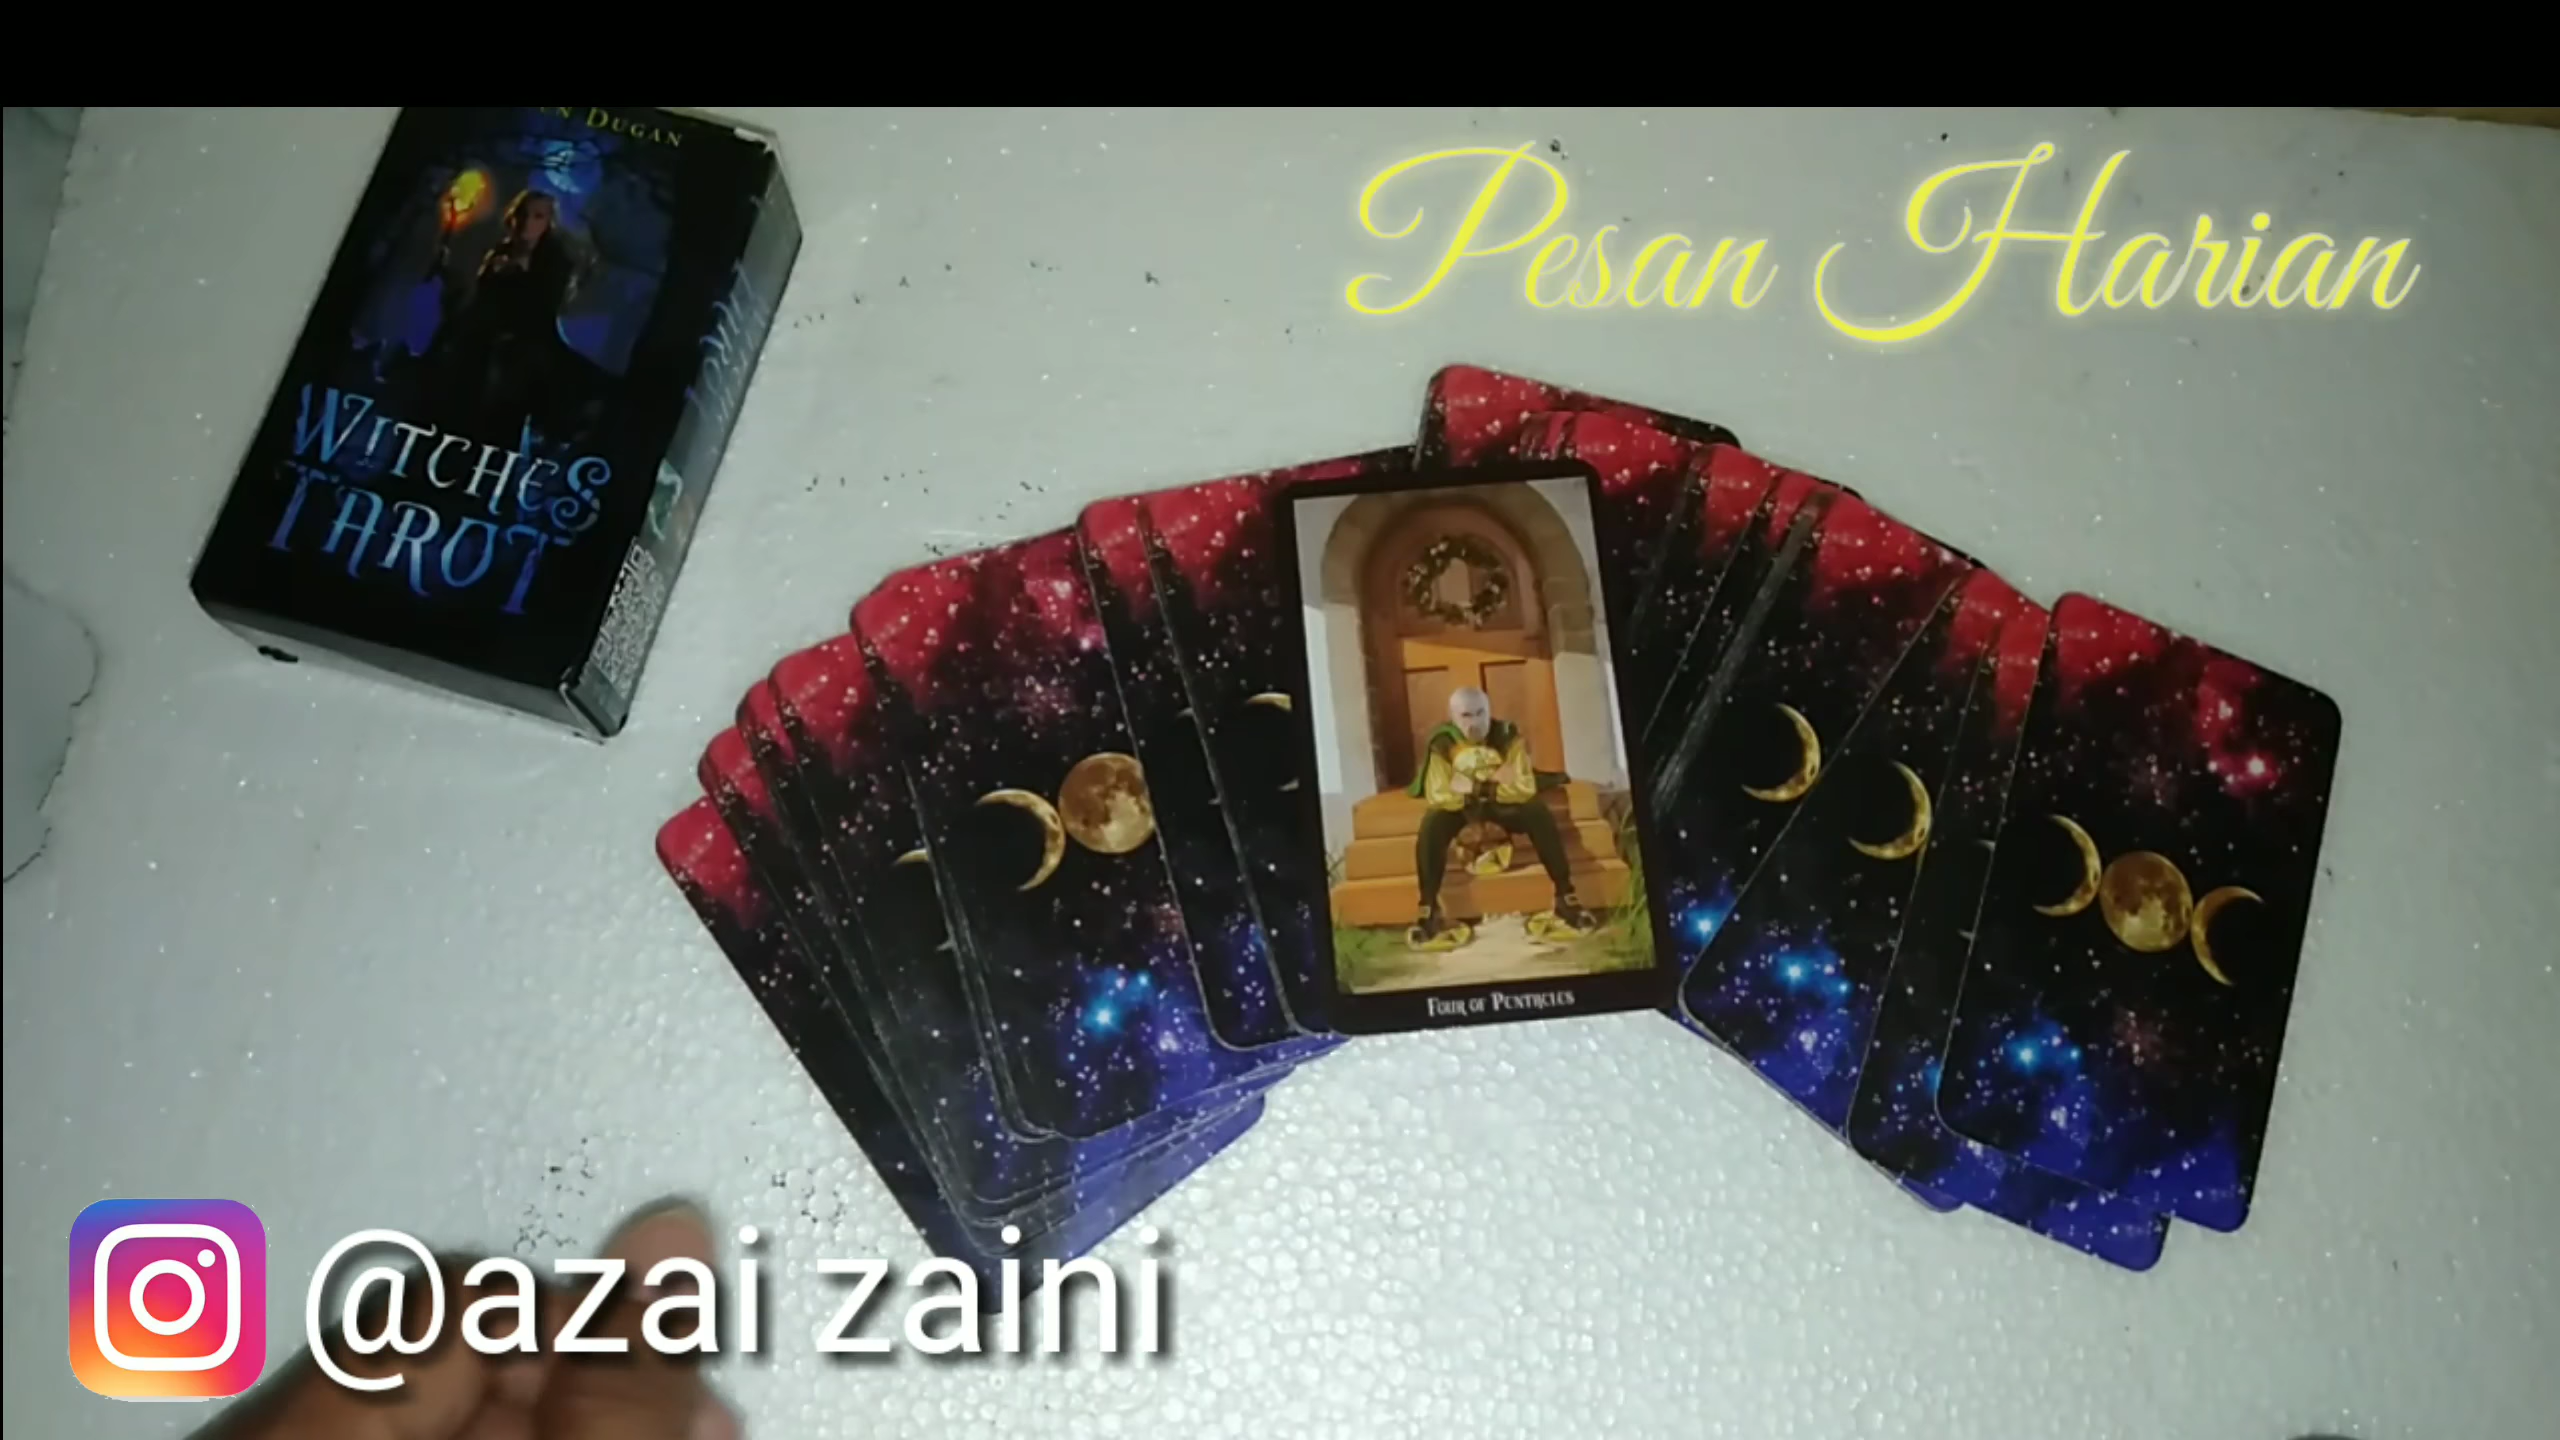 DUGAN
WITCHES
TAROT
Pesan Harian
FOUR OF PENTACLES
@azai zaini